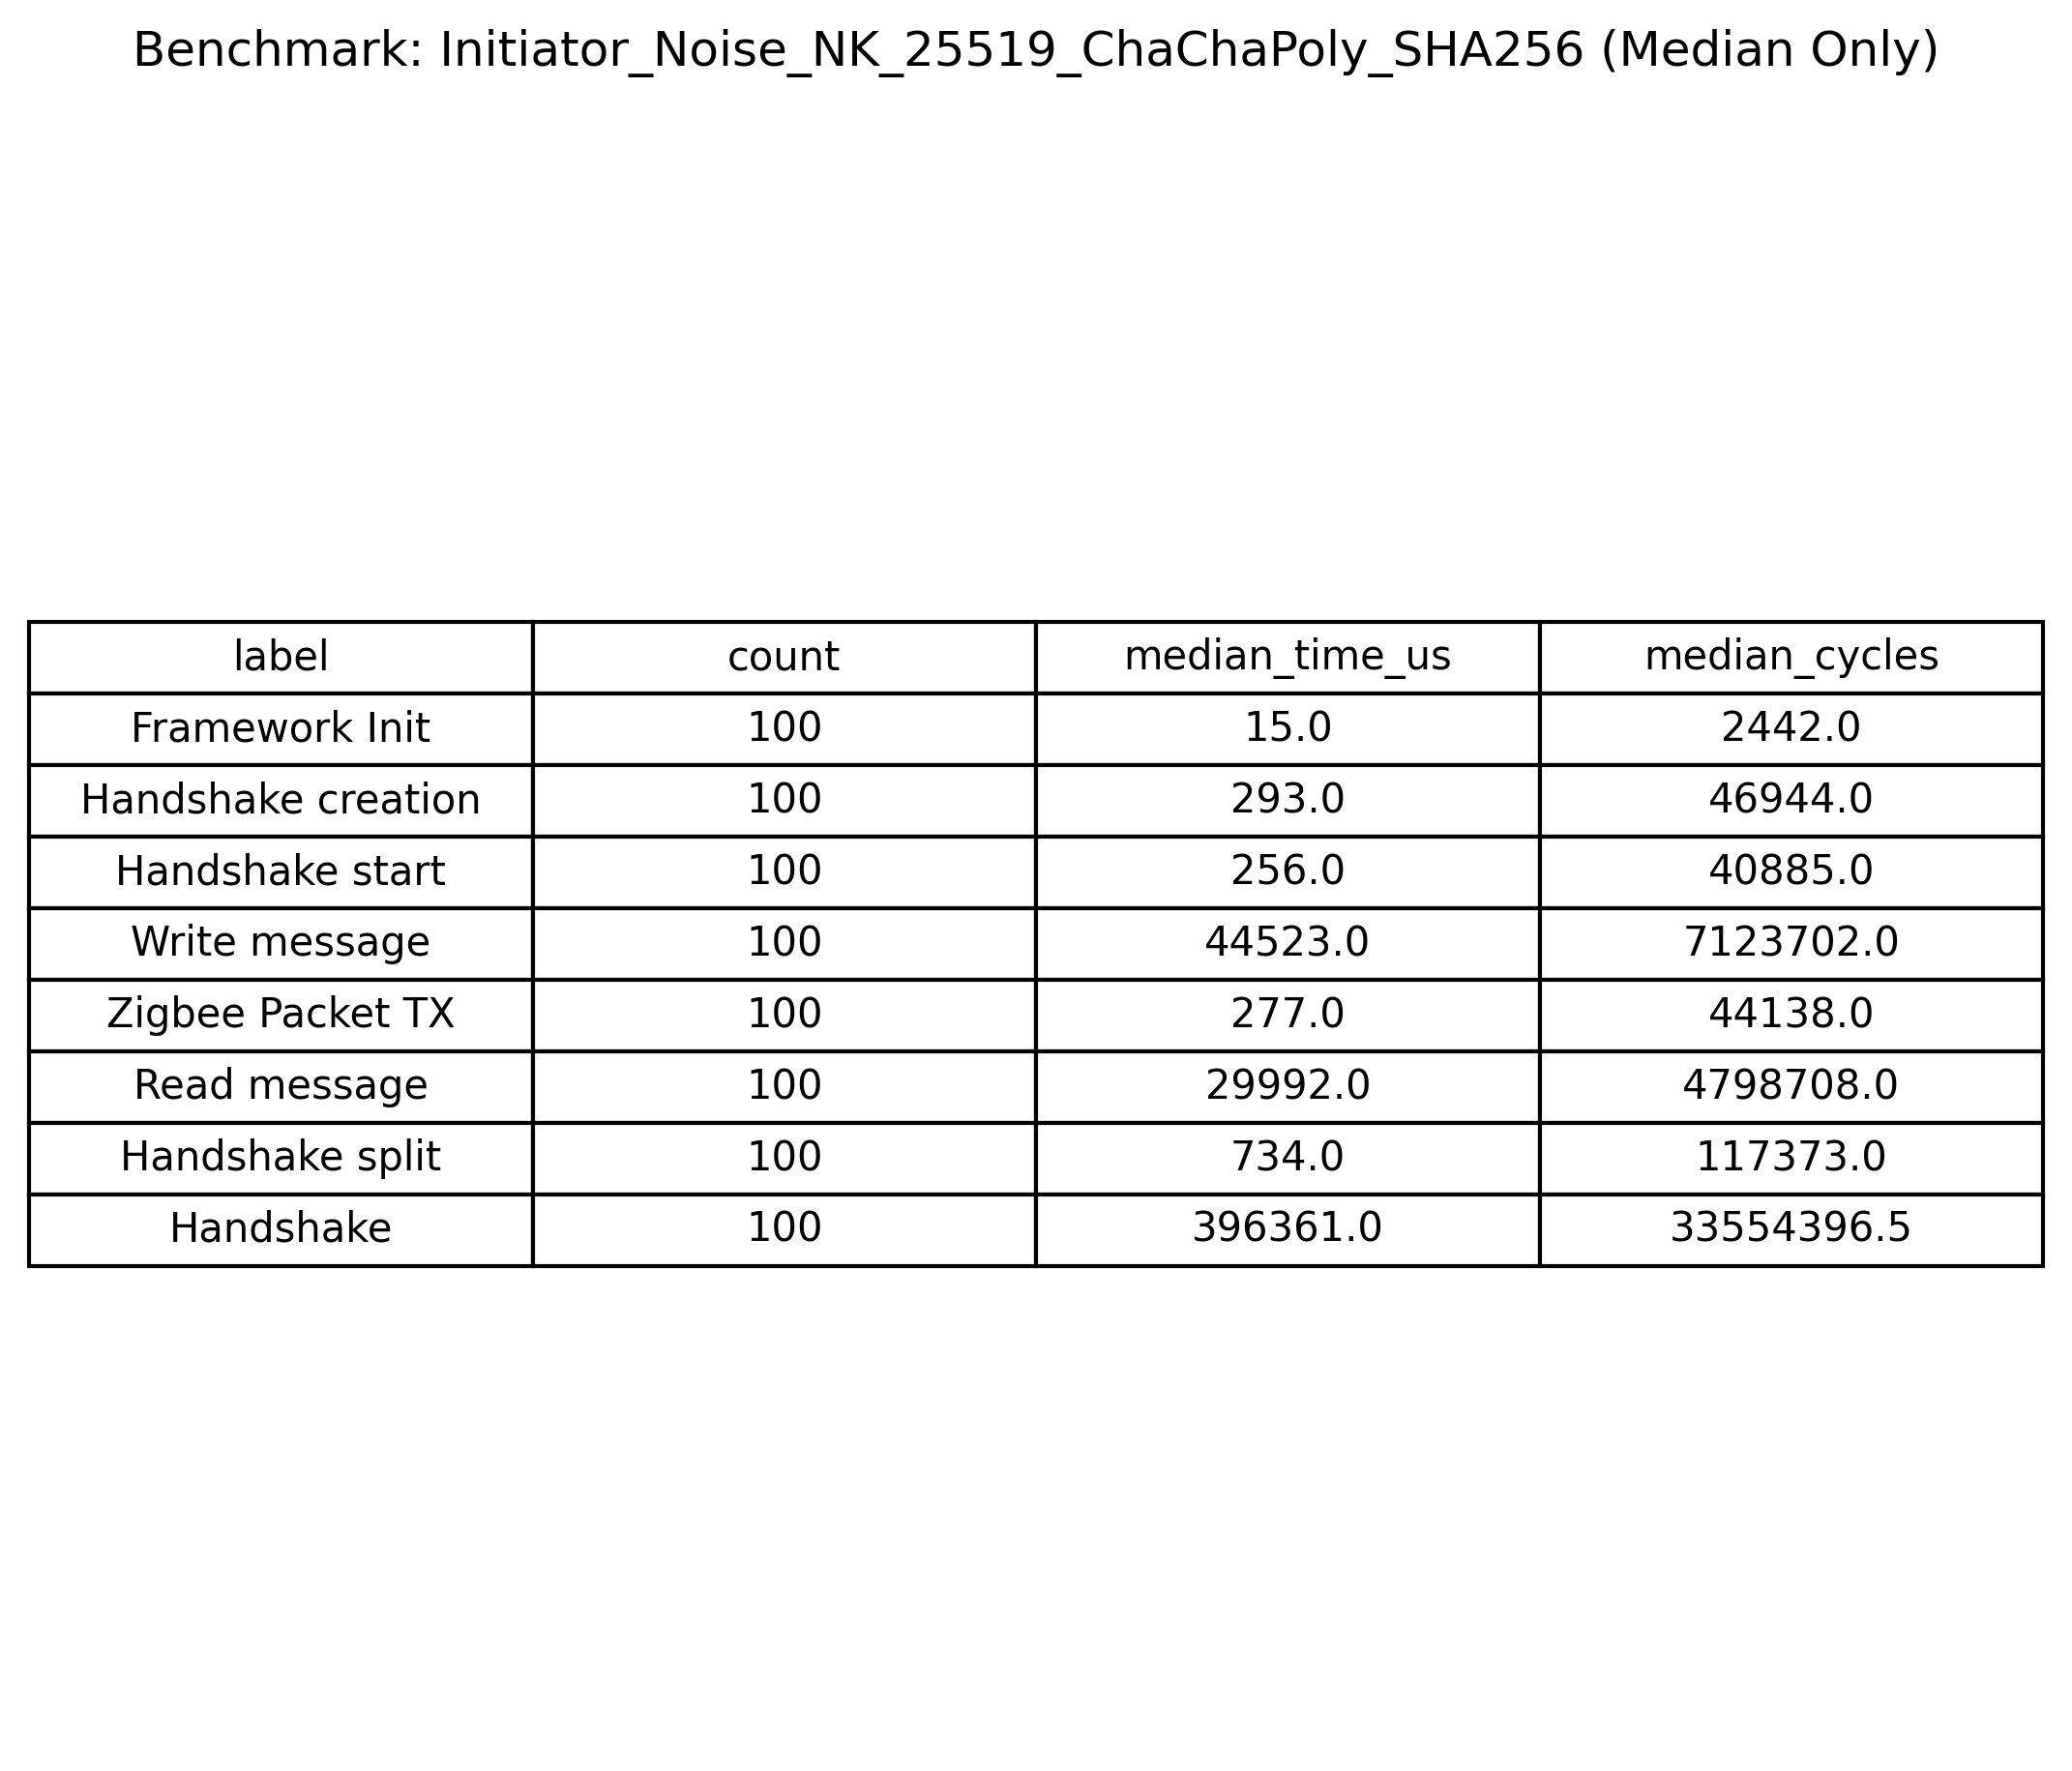 Benchmark: Initiator_Noise_NK_25519_ChaChaPoly_SHA256 (Median Only)
label count median_time_us median_cycles
Framework Init 100 15.0 2442.0
Handshake creation 100 293.0 46944.0
Handshake start 100 256.0 40885.0
Write message 100 44523.0 7123702.0
Zigbee Packet TX 100 277.0 44138.0
Read message 100 29992.0 4798708.0
Handshake split 100 734.0 117373.0
Handshake 100 396361.0 33554396.5